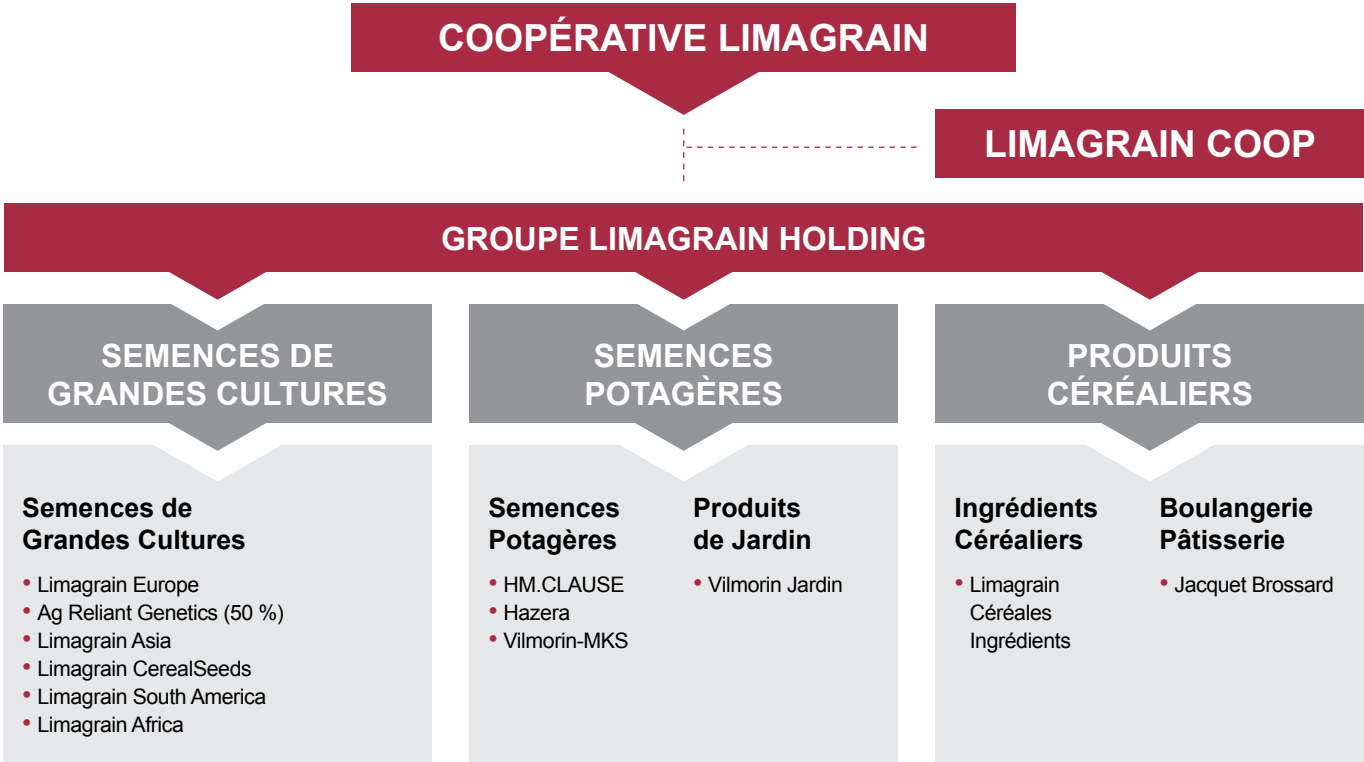 COOPÉRATIVE LIMAGRAIN
LIMAGRAIN COOP
GROUPE LIMAGRAIN HOLDING
SEMENCES DE
GRANDES CULTURES
Semences de
Grandes Cultures
• Limagrain Europe
• Ag Reliant Genetics (50 %)
• Limagrain Asia
• Limagrain CerealSeeds
• Limagrain South America
• Limagrain Africa
SEMENCES
POTAGÈRES
Semences
Potagères
• HM.CLAUSE
• Hazera
• Vilmorin-MKS
Produits
de Jardin
• Vilmorin Jardin
PRODUITS
CÉRÉALIERS
Ingrédients
Céréaliers
• Limagrain
Céréales
Ingrédients
Boulangerie
Pâtisserie
• Jacquet Brossard